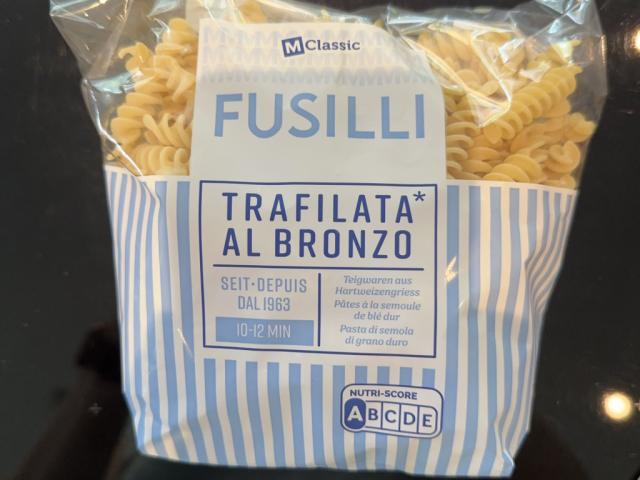 M Classic
FUSILLI
TRAFILATA*
AL BRONZO
SEIT·DEPUIS
DAL 1963
10-12 MIN
Teigwaren aus
Hartweizengriess
Pâtes à la semoule
de blé dur
Pasta di semola
di grano duro
NUTRI-SCORE
ABCDE